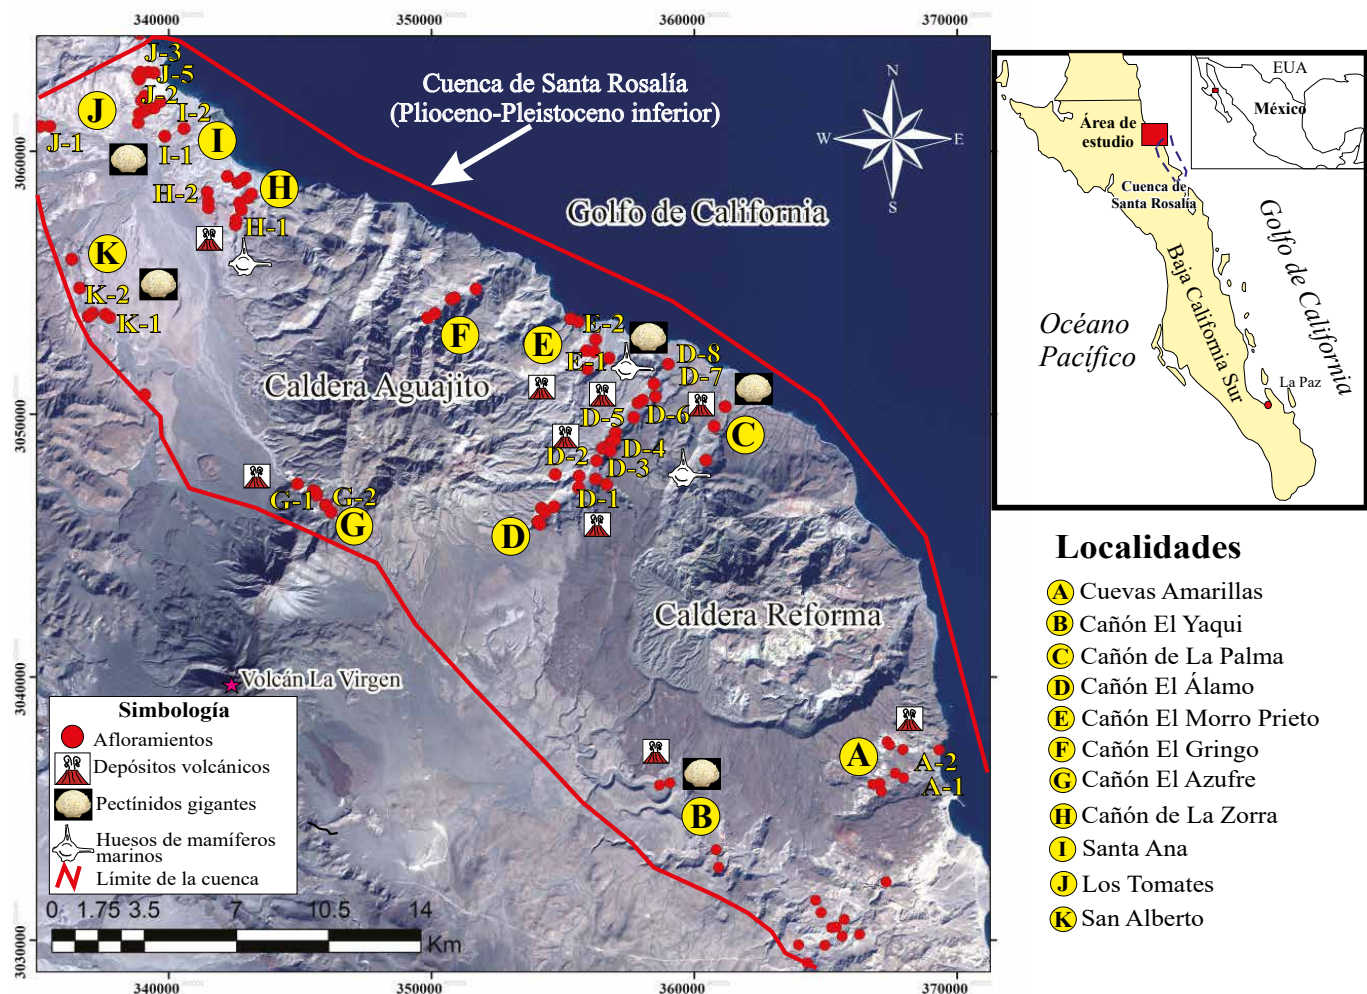 340000
350000
360000
370000
3060000
3050000
3040000
3030000
J-3
J-5
J-2
J
I-2
J-1
I-1
I
H-2
H
H-1
K
K-2
K-1
Cuenca de Santa Rosalía
(Plioceno-Pleistoceno inferior)
N
W
E
S
Golfo de California
F
E
E-2
E-1
D-8
D-7
Caldera Aguajito
D-5
D-6
C
D-2
D-4
D-3
D-1
D
G-1
G-2
G
Caldera Reforma
Volcán La Virgen
A
A-2
A-1
B
Simbología
Afloramientos
Depósitos volcánicos
Pectínidos gigantes
Huesos de mamíferos
marinos
Límite de la cuenca
0 1.75 3.5 7 10.5 14
Km
340000
350000
360000
370000
EUA
México
Área de
estudio
Cuenca de
Santa Rosalía
Golfo de California
Baja California Sur
Océano
Pacífico
La Paz
Localidades
A Cuevas Amarillas
B Cañón El Yaqui
C Cañón de La Palma
D Cañón El Álamo
E Cañón El Morro Prieto
F Cañón El Gringo
G Cañón El Azufre
H Cañón de La Zorra
I Santa Ana
J Los Tomates
K San Alberto